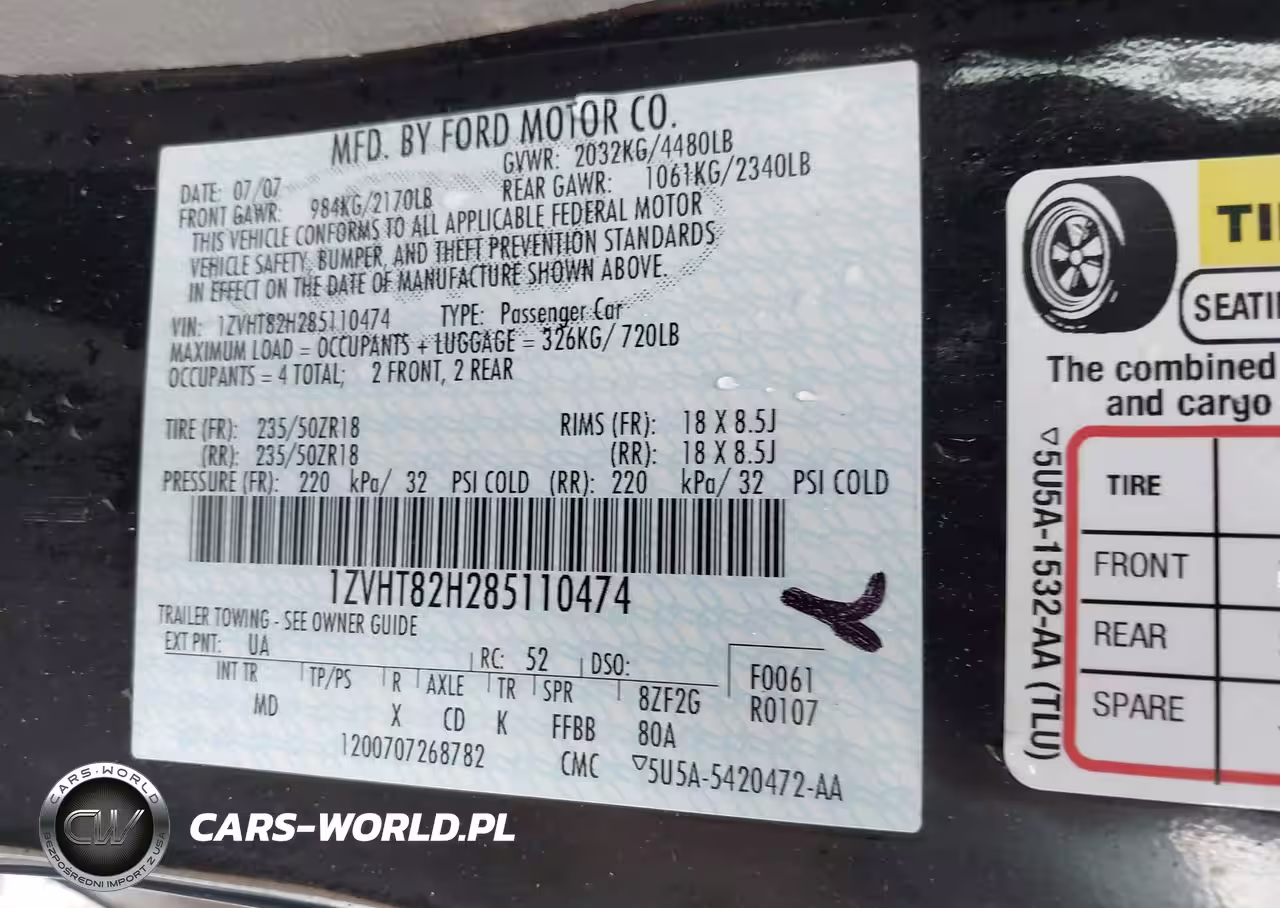 MFD. BY FORD MOTOR CO.
DATE: 07/07 GVWR: 2032KG/4480LB
FRONT GAWR: 984KG/2170LB REAR GAWR: 1061KG/2340LB
THIS VEHICLE CONFORMS TO ALL APPLICABLE FEDERAL MOTOR
VEHICLE SAFETY, BUMPER, AND THEFT PREVENTION STANDARDS
IN EFFECT ON THE DATE OF MANUFACTURE SHOWN ABOVE.
VIN: 1ZVHT82H285110474 TYPE: Passenger Car
MAXIMUM LOAD = OCCUPANTS + LUGGAGE = 326KG/ 720LB
OCCUPANTS = 4 TOTAL; 2 FRONT, 2 REAR
TIRE (FR): 235/50ZR18 RIMS (FR): 18 X 8.5J
(RR): 235/50ZR18 (RR): 18 X 8.5J
PRESSURE (FR): 220 kPa/ 32 PSI COLD (RR): 220 kPa/ 32 PSI COLD
1ZVHT82H285110474
TRAILER TOWING - SEE OWNER GUIDE
EXT PNT: UA RC: 52 DSO:
INT TR TP/PS R AXLE TR SPR 8ZF2G F0061
MD X CD K FFBB 80A R0107
1200707268782 CMC ▽5U5A-5420472-AA
TI
SEATI
The combined
and cargo
TIRE
FRONT
REAR
SPARE
▽5U5A-1532-AA (TLU)
CARS-WORLD
CW
BEZPOŚREDNI IMPORT Z USA
CARS-WORLD.PL